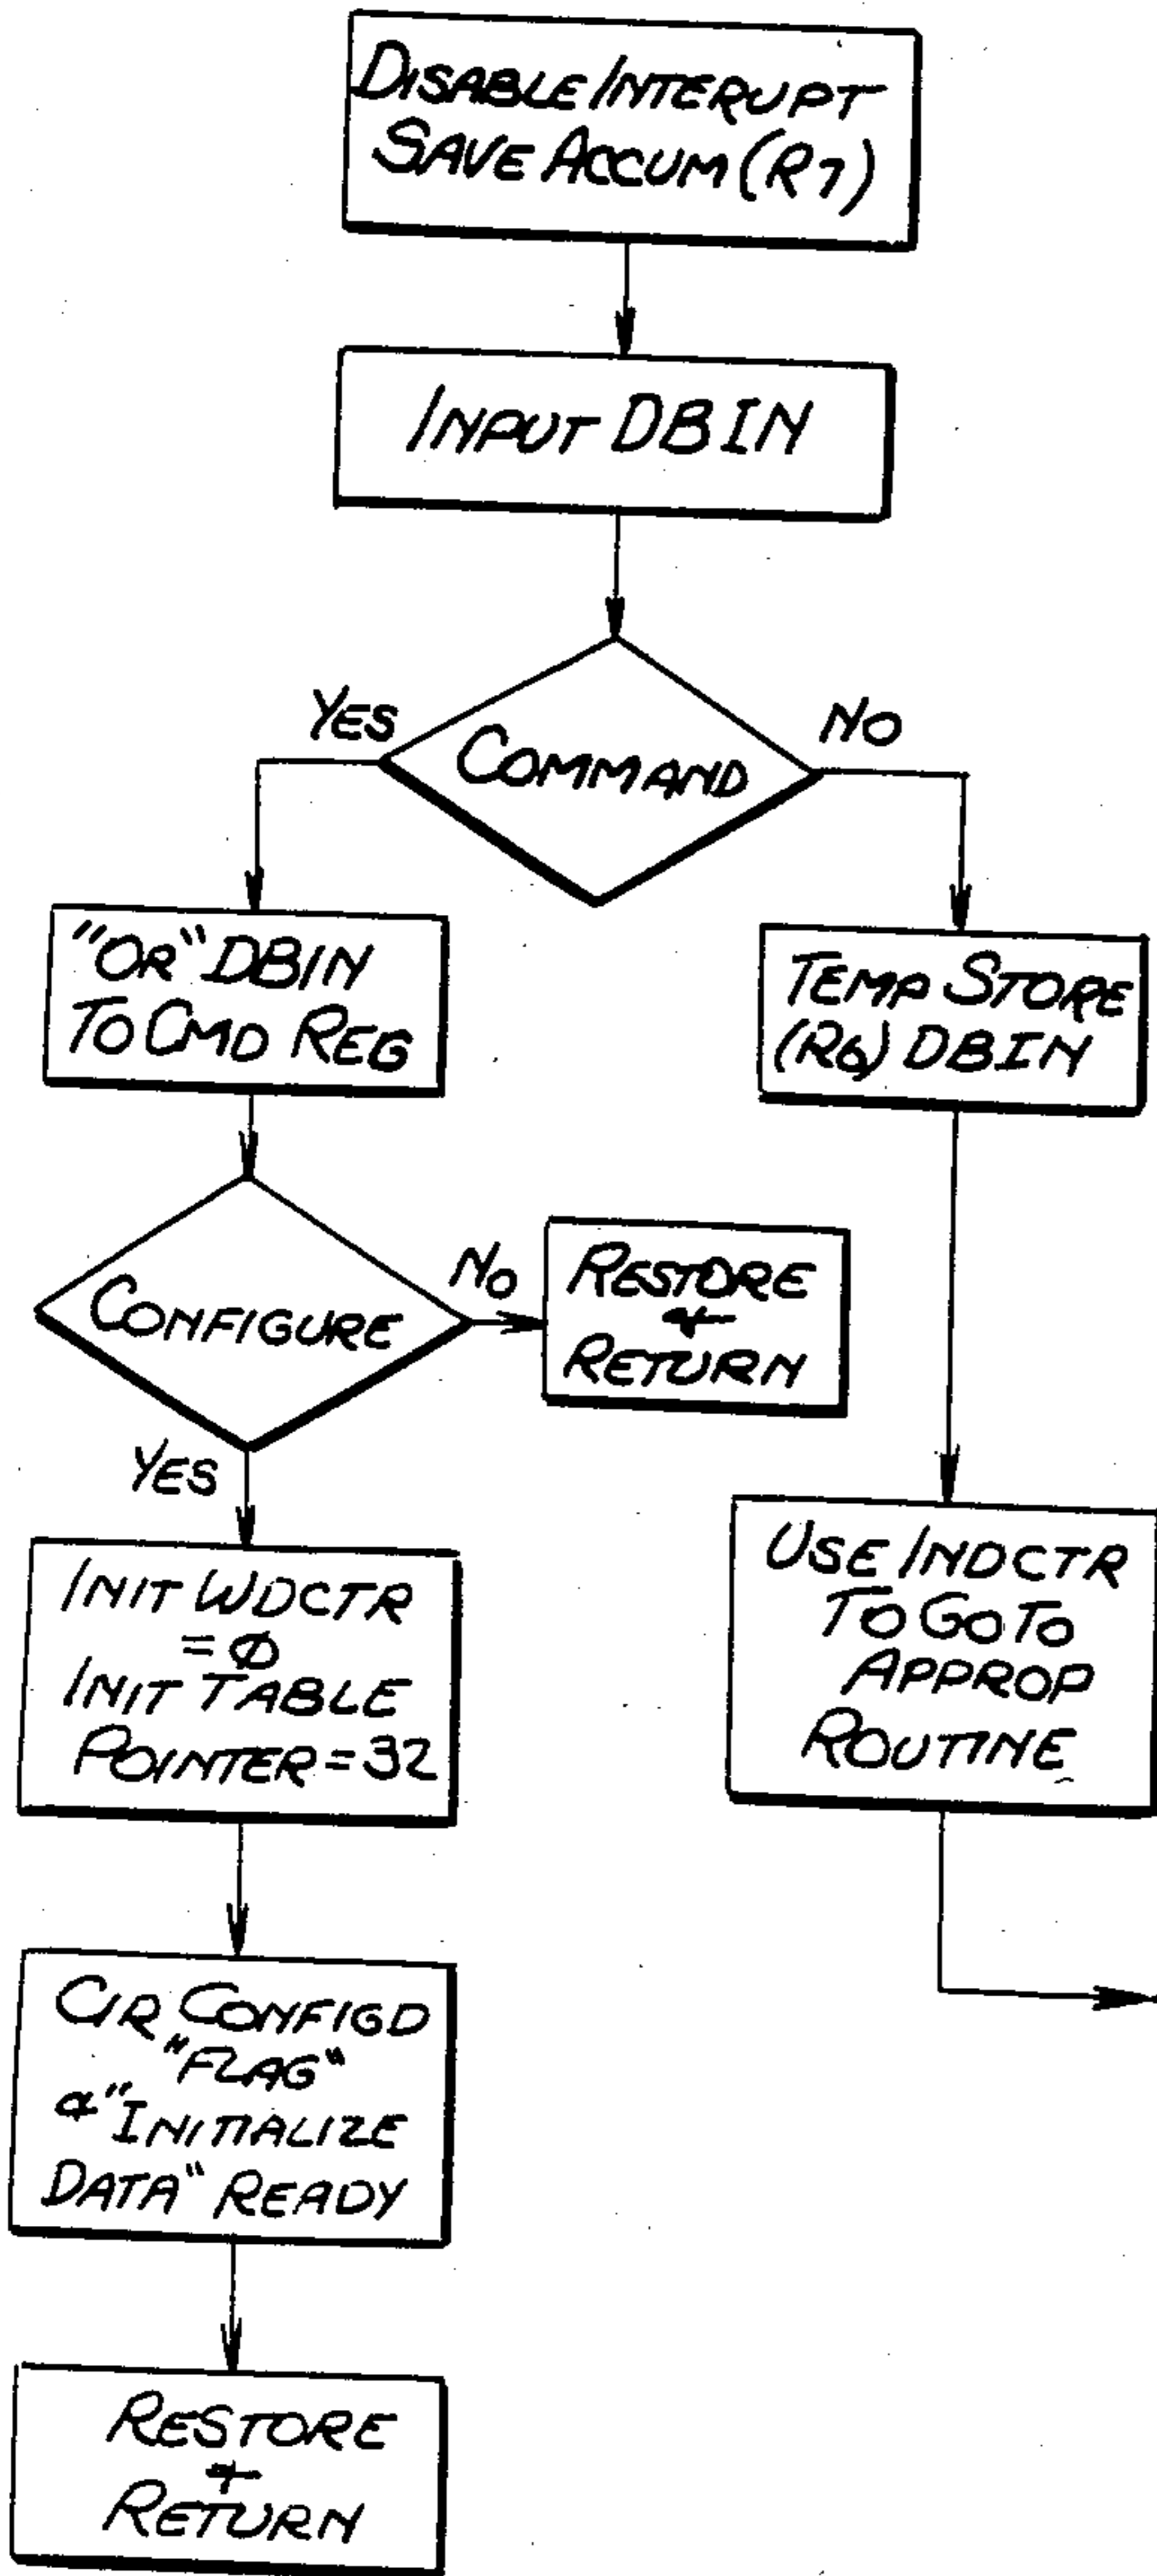 DISABLE INTERUPT
SAVE ACCUM (R7)
INPUT DBIN
YES
COMMAND
NO
"OR" DBIN
TO CMD REG
TEMP STORE
(R6) DBIN
CONFIGURE
NO
RESTORE
&
RETURN
YES
INIT WDCTR
= Ø
INIT TABLE
POINTER = 32
USE INDCTR
TO GO TO
APPROP
ROUTINE
CLR CONFIGD
"FLAG"
& "INITIALIZE
DATA" READY
RESTORE
&
RETURN